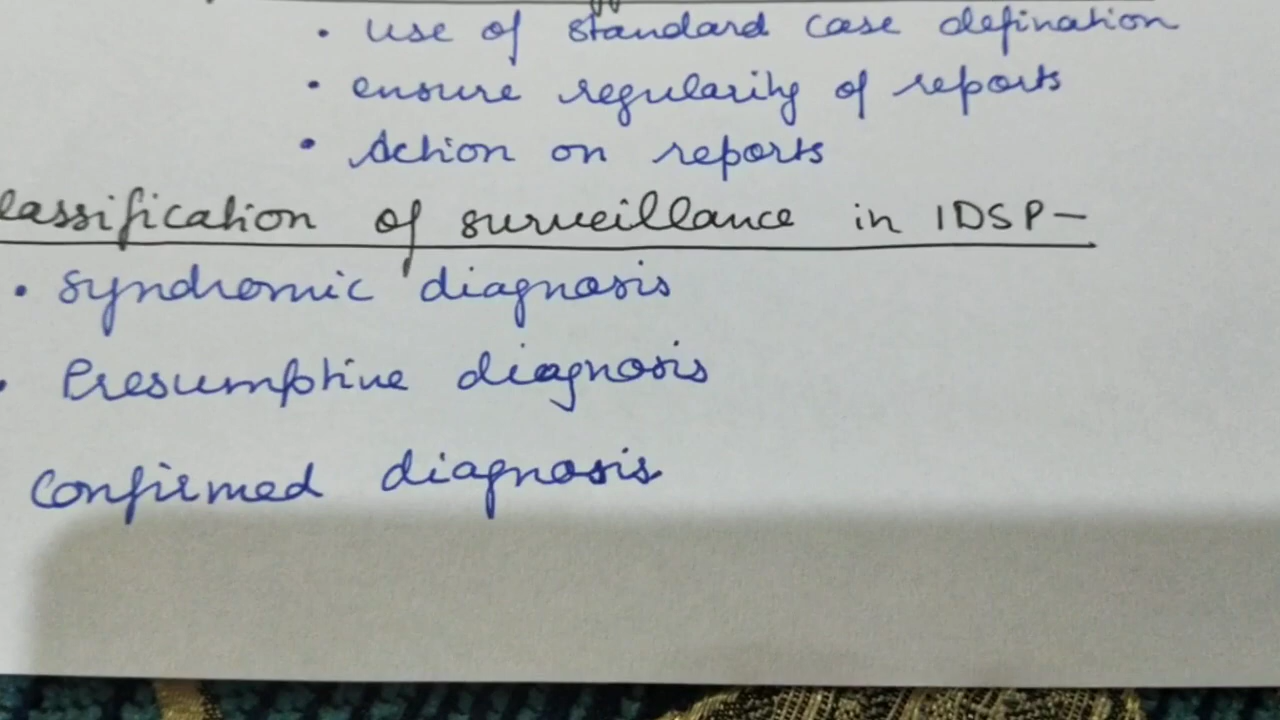 • use of standard case defination
• ensure regularity of reports
• Action on reports
lassification of surveillance in IDSP-
• Syndromic diagnosis
• Presumptive diagnosis
Confirmed diagnosis